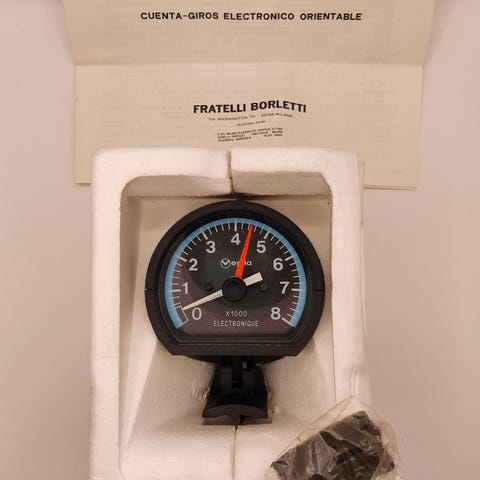 CUENTA-GIROS ELECTRONICO ORIENTABLE
FRATELLI BORLETTI
VIA WASHINGTON, 70 - 20146 MILANO
0 1 2 3 4 5 6 7 8
Veglia
X1000
ELECTRONIQUE